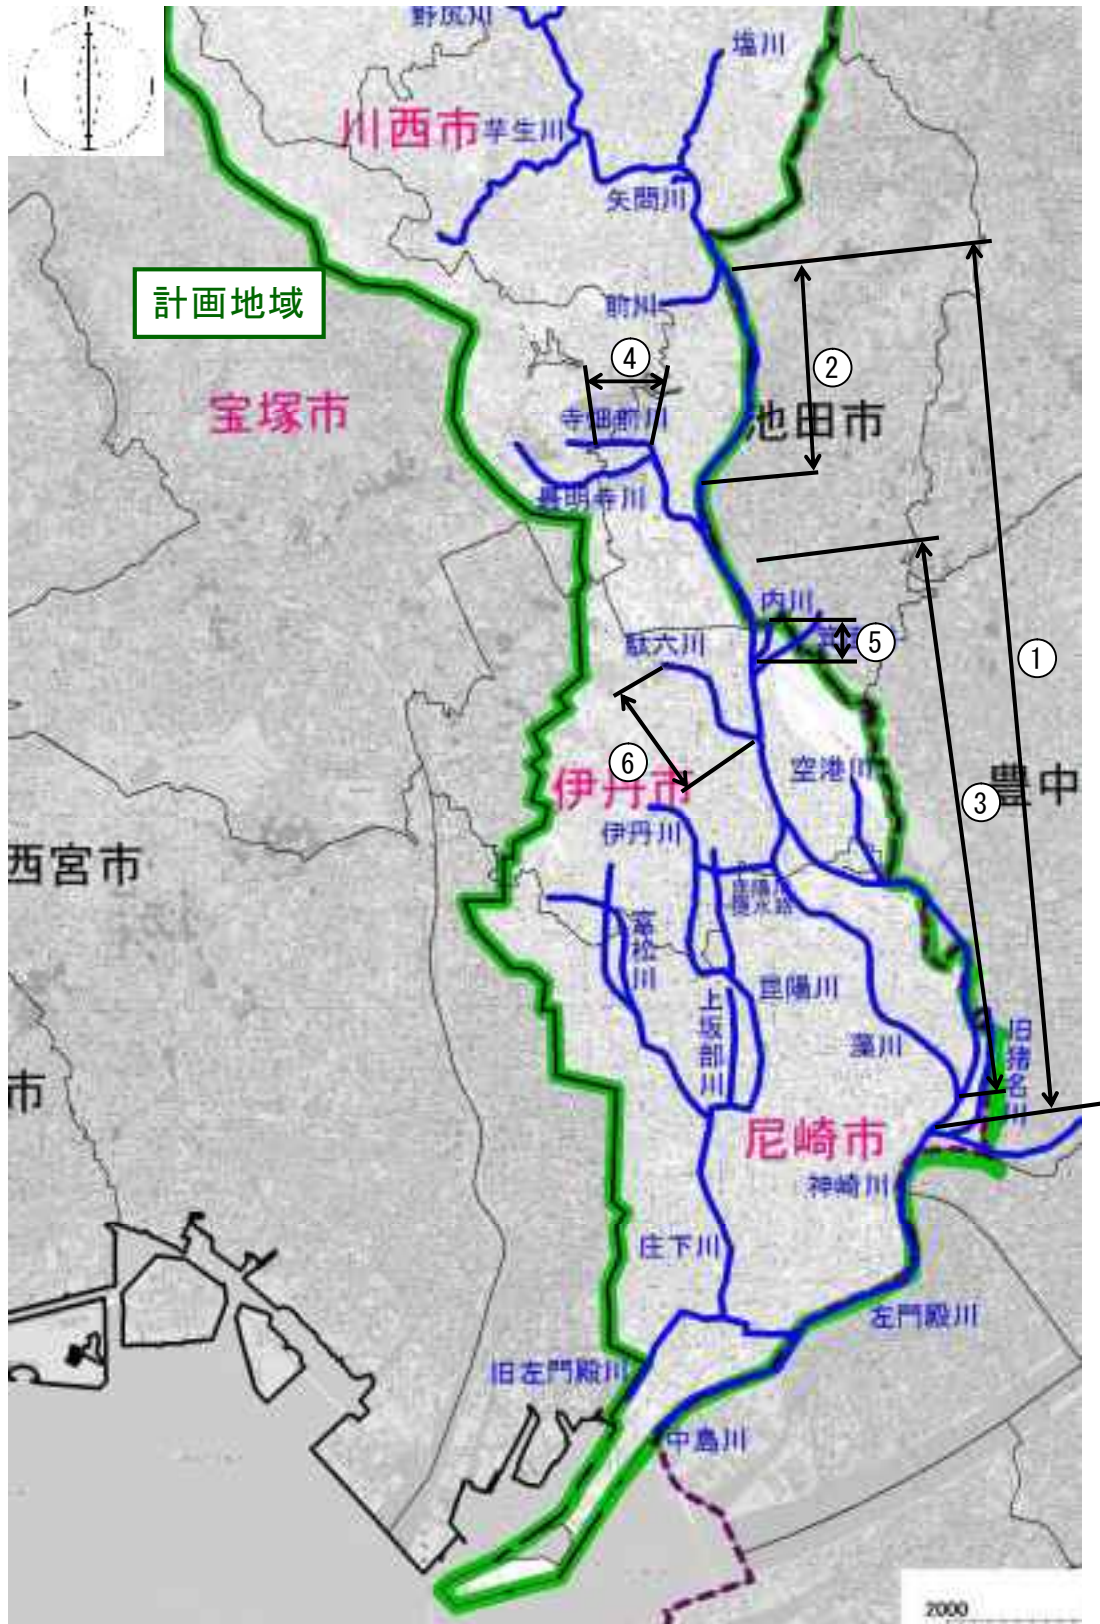 野尻川
塩川
川西市
芋生川
矢問川
①
前川
計画地域
②
④
宝塚市
池田市
寺畑前川
最明寺川
内川
駄六川
⑤
⑥
伊丹市
空港川
③
豊中
伊丹川
西宮市
昆陽川
富松川
昆陽川
上坂部川
藻川
旧猪名川
市
尼崎市
神崎川
庄下川
左門殿川
旧左門殿川
中島川
2000